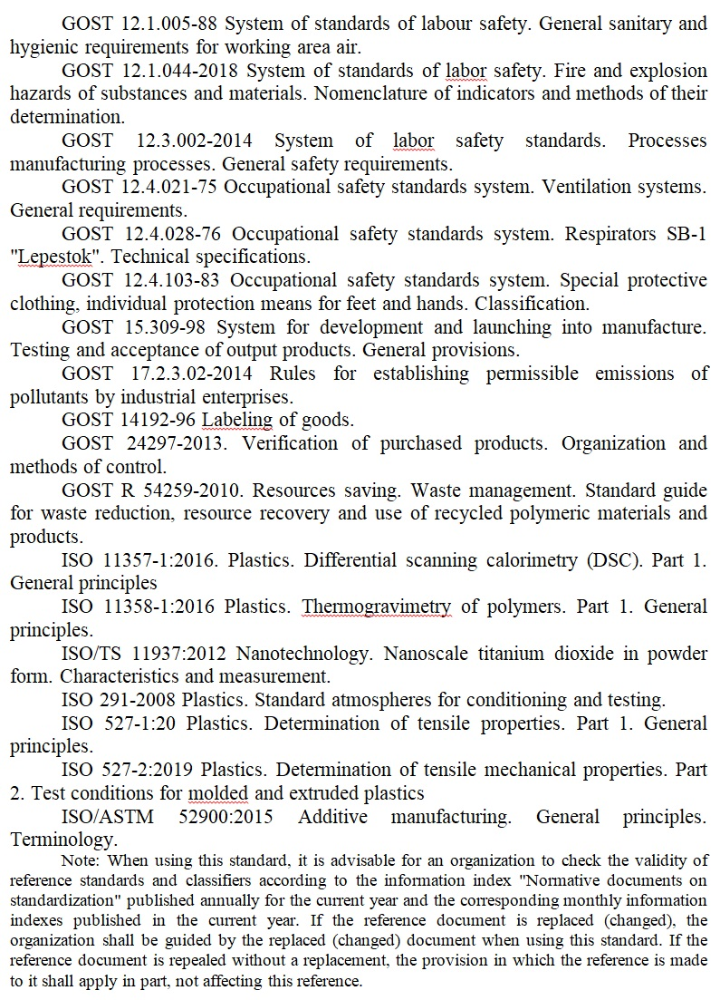 GOST 12.1.005-88 System of standards of labour safety. General sanitary and
hygienic requirements for working area air.
GOST 12.1.044-2018 System of standards of labor safety. Fire and explosion
hazards of substances and materials. Nomenclature of indicators and methods of their
determination.
GOST 12.3.002-2014 System of labor safety standards. Processes
manufacturing processes. General safety requirements.
GOST 12.4.021-75 Occupational safety standards system. Ventilation systems.
General requirements.
GOST 12.4.028-76 Occupational safety standards system. Respirators SB-1
"Lepestok". Technical specifications.
GOST 12.4.103-83 Occupational safety standards system. Special protective
clothing, individual protection means for feet and hands. Classification.
GOST 15.309-98 System for development and launching into manufacture.
Testing and acceptance of output products. General provisions.
GOST 17.2.3.02-2014 Rules for establishing permissible emissions of
pollutants by industrial enterprises.
GOST 14192-96 Labeling of goods.
GOST 24297-2013. Verification of purchased products. Organization and
methods of control.
GOST R 54259-2010. Resources saving. Waste management. Standard guide
for waste reduction, resource recovery and use of recycled polymeric materials and
products.
ISO 11357-1:2016. Plastics. Differential scanning calorimetry (DSC). Part 1.
General principles
ISO 11358-1:2016 Plastics. Thermogravimetry of polymers. Part 1. General
principles.
ISO/TS 11937:2012 Nanotechnology. Nanoscale titanium dioxide in powder
form. Characteristics and measurement.
ISO 291-2008 Plastics. Standard atmospheres for conditioning and testing.
ISO 527-1:20 Plastics. Determination of tensile properties. Part 1. General
principles.
ISO 527-2:2019 Plastics. Determination of tensile mechanical properties. Part
2. Test conditions for molded and extruded plastics
ISO/ASTM 52900:2015 Additive manufacturing. General principles.
Terminology.
Note: When using this standard, it is advisable for an organization to check the validity of
reference standards and classifiers according to the information index "Normative documents on
standardization" published annually for the current year and the corresponding monthly information
indexes published in the current year. If the reference document is replaced (changed), the
organization shall be guided by the replaced (changed) document when using this standard. If the
reference document is repealed without a replacement, the provision in which the reference is made
to it shall apply in part, not affecting this reference.